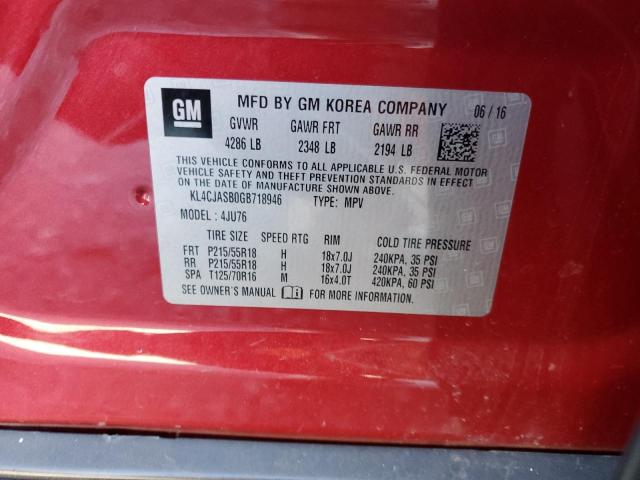 GM MFD BY GM KOREA COMPANY 06/16
GVWR GAWR FRT GAWR RR
4286 LB 2348 LB 2194 LB
THIS VEHICLE CONFORMS TO ALL APPLICABLE U.S. FEDERAL MOTOR
VEHICLE SAFETY AND THEFT PREVENTION STANDARDS IN EFFECT
ON THE DATE OF MANUFACTURE SHOWN ABOVE.
KL4CJASB0GB718946 TYPE: MPV
MODEL : 4JU76
TIRE SIZE SPEED RTG RIM COLD TIRE PRESSURE
FRT P215/55R18 H 18x7.0J 240KPA, 35 PSI
RR P215/55R18 H 18x7.0J 240KPA, 35 PSI
SPA T125/70R16 M 16x4.0T 420KPA, 60 PSI
SEE OWNER'S MANUAL FOR MORE INFORMATION.